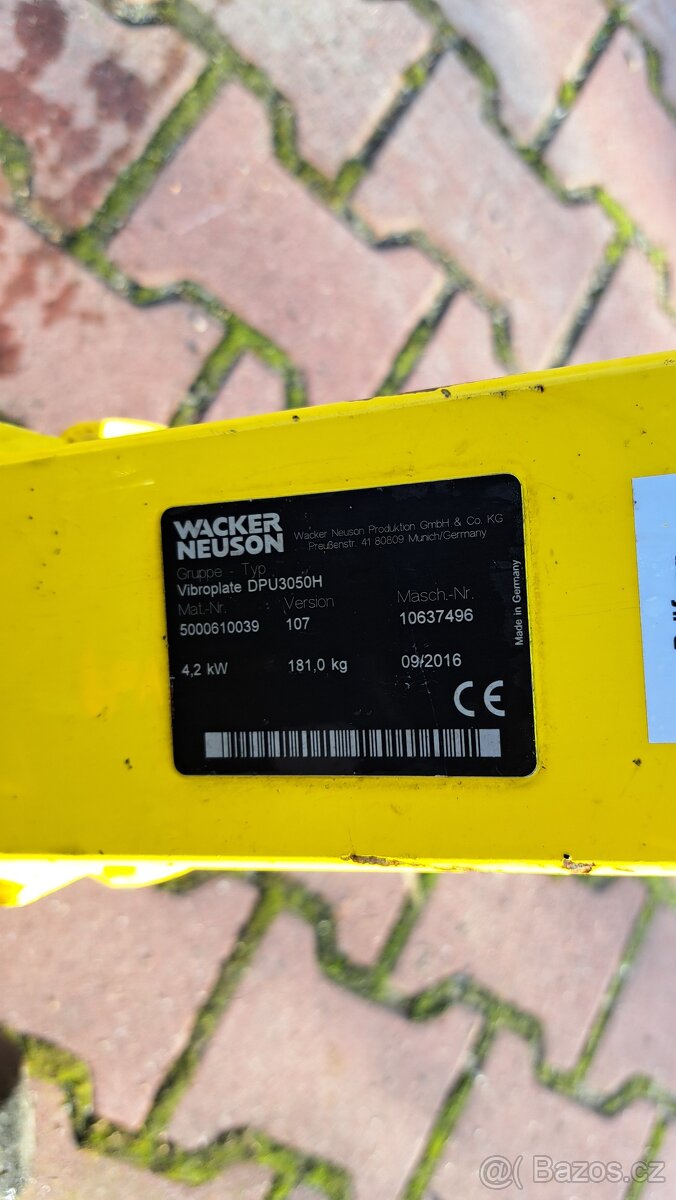 WACKER
NEUSON
Wacker Neuson Produktion GmbH & Co. KG
Preußenstr. 41 80809 Munich/Germany
Gruppe - Typ
Vibroplate DPU3050H
Mat.-Nr. Version Masch.-Nr.
5000610039 107 10637496
4,2 kW 181,0 kg 09/2016
CE
Made in Germany
@ Bazos.cz